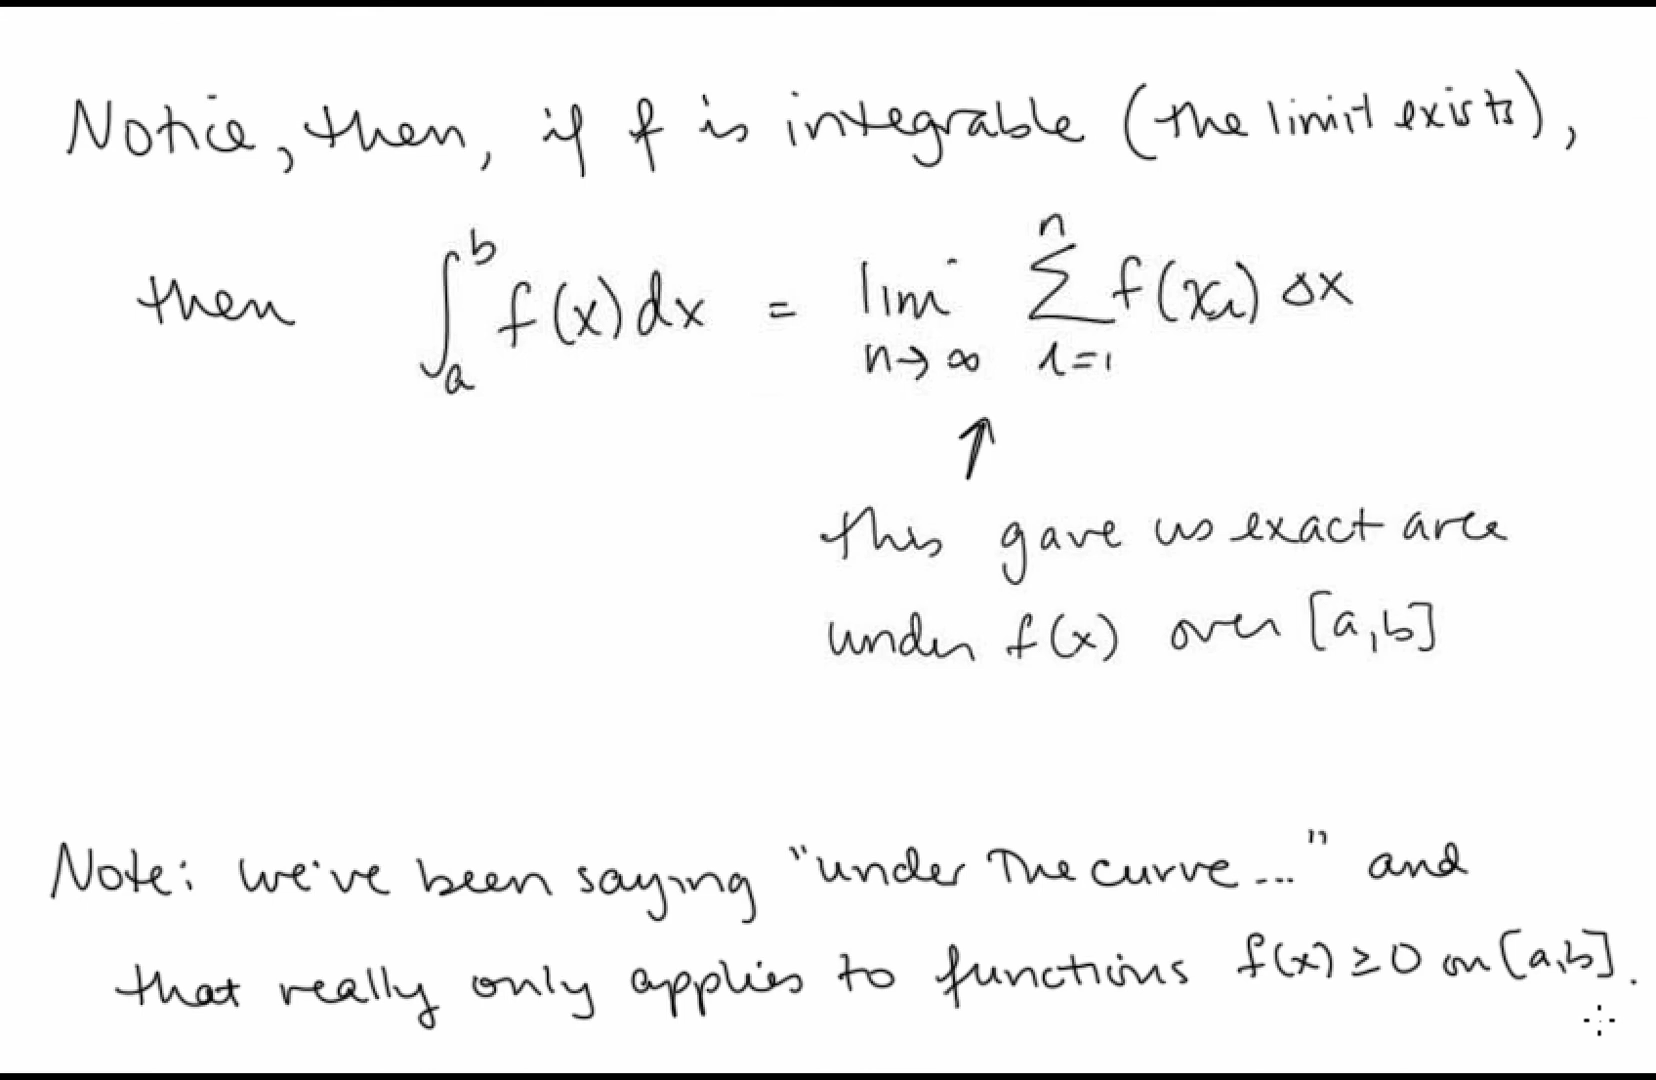 Notice, then, if f is integrable (the limit exists),
then ∫_a^b f(x)dx = lim_{n→∞} Σ_{i=1}^{n} f(x_i) Δx
↑
this gave us exact area
under f(x) over [a,b]
Note: we've been saying "under the curve..." and
that really only applies to functions f(x) ≥ 0 on [a,b].